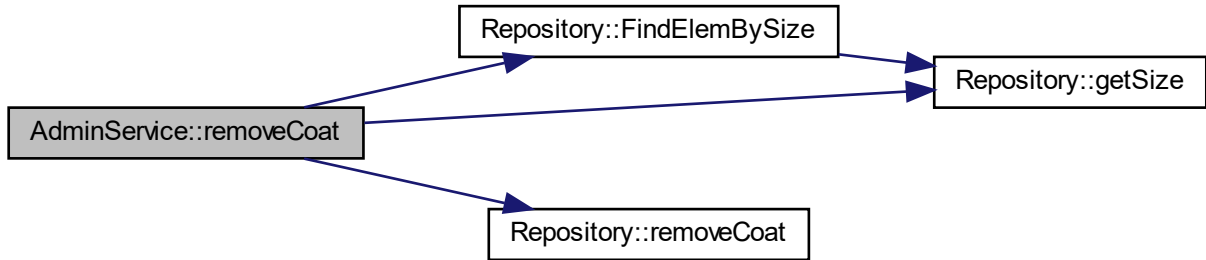 Repository::FindElemBySize
Repository::getSize
AdminService::removeCoat
Repository::removeCoat